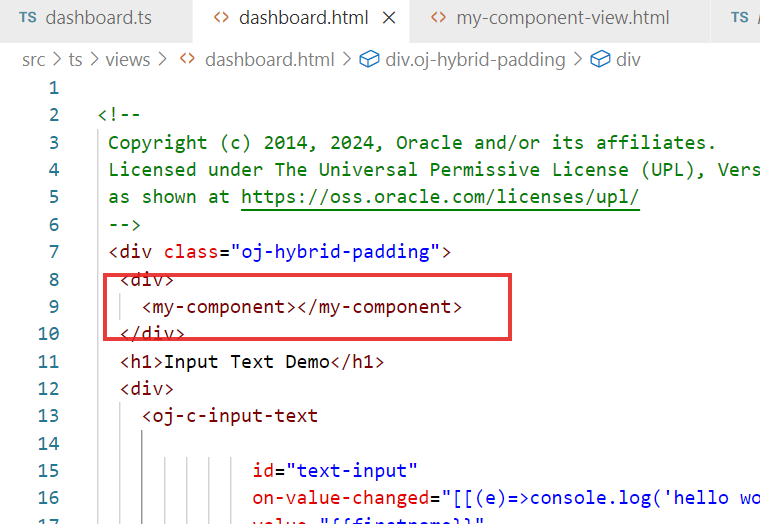 TS dashboard.ts <> dashboard.html × <> my-component-view.html TS
src > ts > views > <> dashboard.html > div.oj-hybrid-padding > div
1
2 <!--
3 Copyright (c) 2014, 2024, Oracle and/or its affiliates.
4 Licensed under The Universal Permissive License (UPL), Vers
5 as shown at https://oss.oracle.com/licenses/upl/
6 -->
7 <div class="oj-hybrid-padding">
8 <div>
9 <my-component></my-component>
10 </div>
11 <h1>Input Text Demo</h1>
12 <div>
13 <oj-c-input-text
14
15 id="text-input"
16 on-value-changed="[[(e)=>console.log('hello wo
17 value="{{firstname}}"